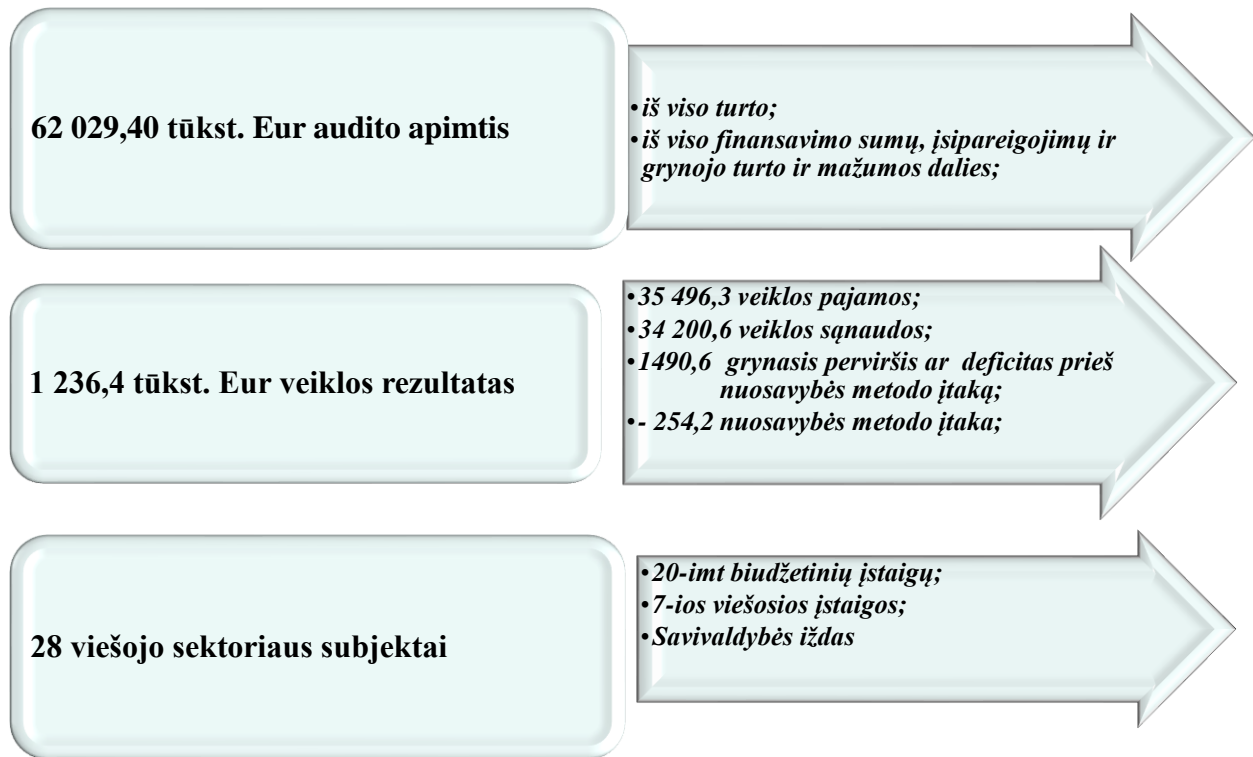 62 029,40 tūkst. Eur audito apimtis
•iš viso turto;
•iš viso finansavimo sumų, įsipareigojimų ir
grynojo turto ir mažumos dalies;
1 236,4 tūkst. Eur veiklos rezultatas
•35 496,3 veiklos pajamos;
•34 200,6 veiklos sąnaudos;
•1490,6 grynasis perviršis ar deficitas prieš
nuosavybės metodo įtaką;
•- 254,2 nuosavybės metodo įtaka;
28 viešojo sektoriaus subjektai
•20-imt biudžetinių įstaigų;
•7-ios viešosios įstaigos;
•Savivaldybės iždas